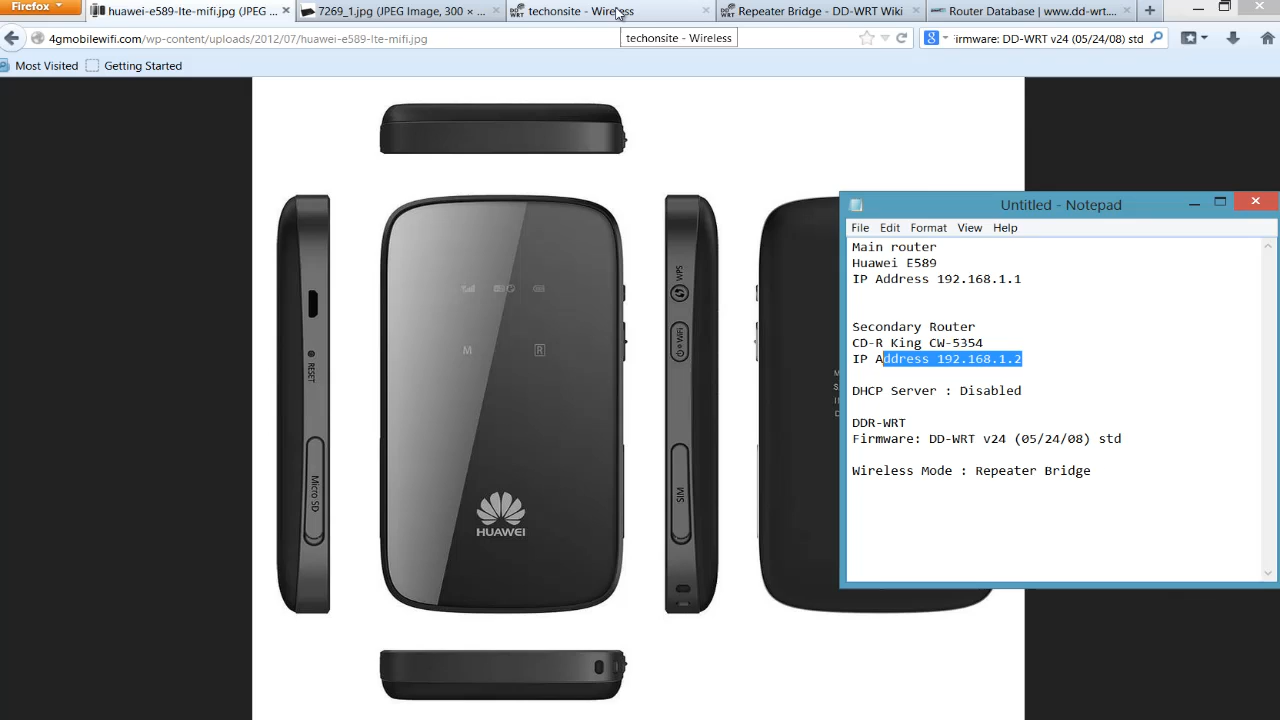 Firefox
huawei-e589-lte-mifi.jpg (JPEG ...
7269_1.jpg (JPEG Image, 300 × ...
techonsite - Wireless
Repeater Bridge - DD-WRT Wiki
Router Database | www.dd-wrt....
4gmobilewifi.com/wp-content/uploads/2012/07/huawei-e589-lte-mifi.jpg
techonsite - Wireless
irmware: DD-WRT v24 (05/24/08) std
Most Visited
Getting Started
Untitled - Notepad
File Edit Format View Help
Main router
Huawei E589
IP Address 192.168.1.1
Secondary Router
CD-R King CW-5354
IP Address 192.168.1.2
DHCP Server : Disabled
DDR-WRT
Firmware: DD-WRT v24 (05/24/08) std
Wireless Mode : Repeater Bridge
RESET
Micro SD
M
R
HUAWEI
WPS
WiFi
SIM